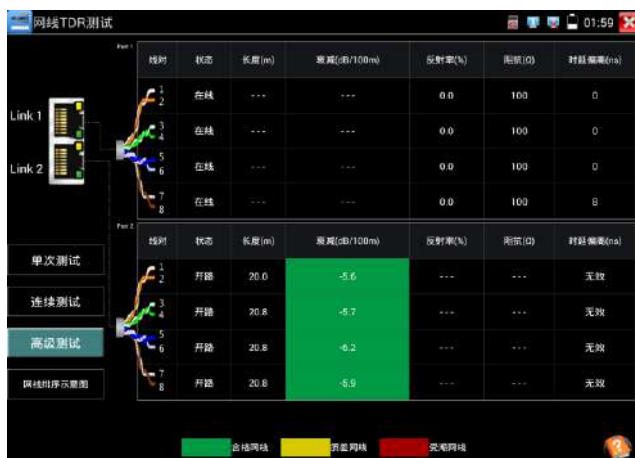 网线TDR测试 01:59
Port 1
线对 状态 长度(m) 衰减(dB/100m) 反射率(%) 阻抗(Ω) 时延偏离(ns)
1 2 在线 --- --- 0.0 100 0
3 4 在线 --- --- 0.0 100 0
5 6 在线 --- --- 0.0 100 0
7 8 在线 --- --- 0.0 100 8
Link 1
Link 2
Port 2
线对 状态 长度(m) 衰减(dB/100m) 反射率(%) 阻抗(Ω) 时延偏离(ns)
1 2 开路 20.0 -5.6 --- --- 无效
3 4 开路 20.8 -5.7 --- --- 无效
5 6 开路 20.8 -6.2 --- --- 无效
7 8 开路 20.8 -5.9 --- --- 无效
单次测试
连续测试
高级测试
网线排序示意图
合格网线 质差网线 受潮网线